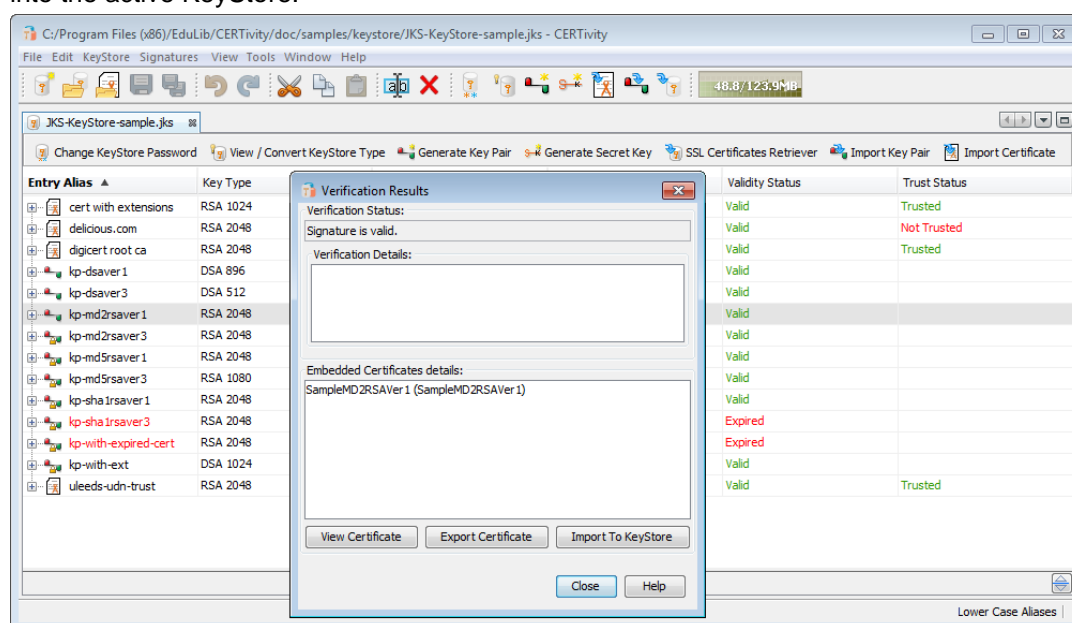 into the active KeyStore.
C:/Program Files (x86)/EduLib/CERTivity/doc/samples/keystore/JKS-KeyStore-sample.jks - CERTivity
File Edit KeyStore Signatures View Tools Window Help
48.8/123.9MB
JKS-KeyStore-sample.jks
Change KeyStore Password View / Convert KeyStore Type Generate Key Pair Generate Secret Key SSL Certificates Retriever Import Key Pair Import Certificate
Entry Alias Key Type Validity Status Trust Status
cert with extensions RSA 1024 Valid Trusted
delicious.com RSA 2048 Valid Not Trusted
digicert root ca RSA 2048 Valid Trusted
kp-dsaver1 DSA 896 Valid
kp-dsaver3 DSA 512 Valid
kp-md2rsaver1 RSA 2048 Valid
kp-md2rsaver3 RSA 2048 Valid
kp-md5rsaver1 RSA 2048 Valid
kp-md5rsaver3 RSA 1080 Valid
kp-sha1rsaver1 RSA 2048 Valid
kp-sha1rsaver3 RSA 2048 Expired
kp-with-expired-cert RSA 2048 Expired
kp-with-ext DSA 1024 Valid
uleeds-udn-trust RSA 2048 Valid Trusted
Verification Results
Verification Status:
Signature is valid.
Verification Details:
Embedded Certificates details:
SampleMD2RSAVer1 (SampleMD2RSAVer1)
View Certificate Export Certificate Import To KeyStore
Close Help
Lower Case Aliases